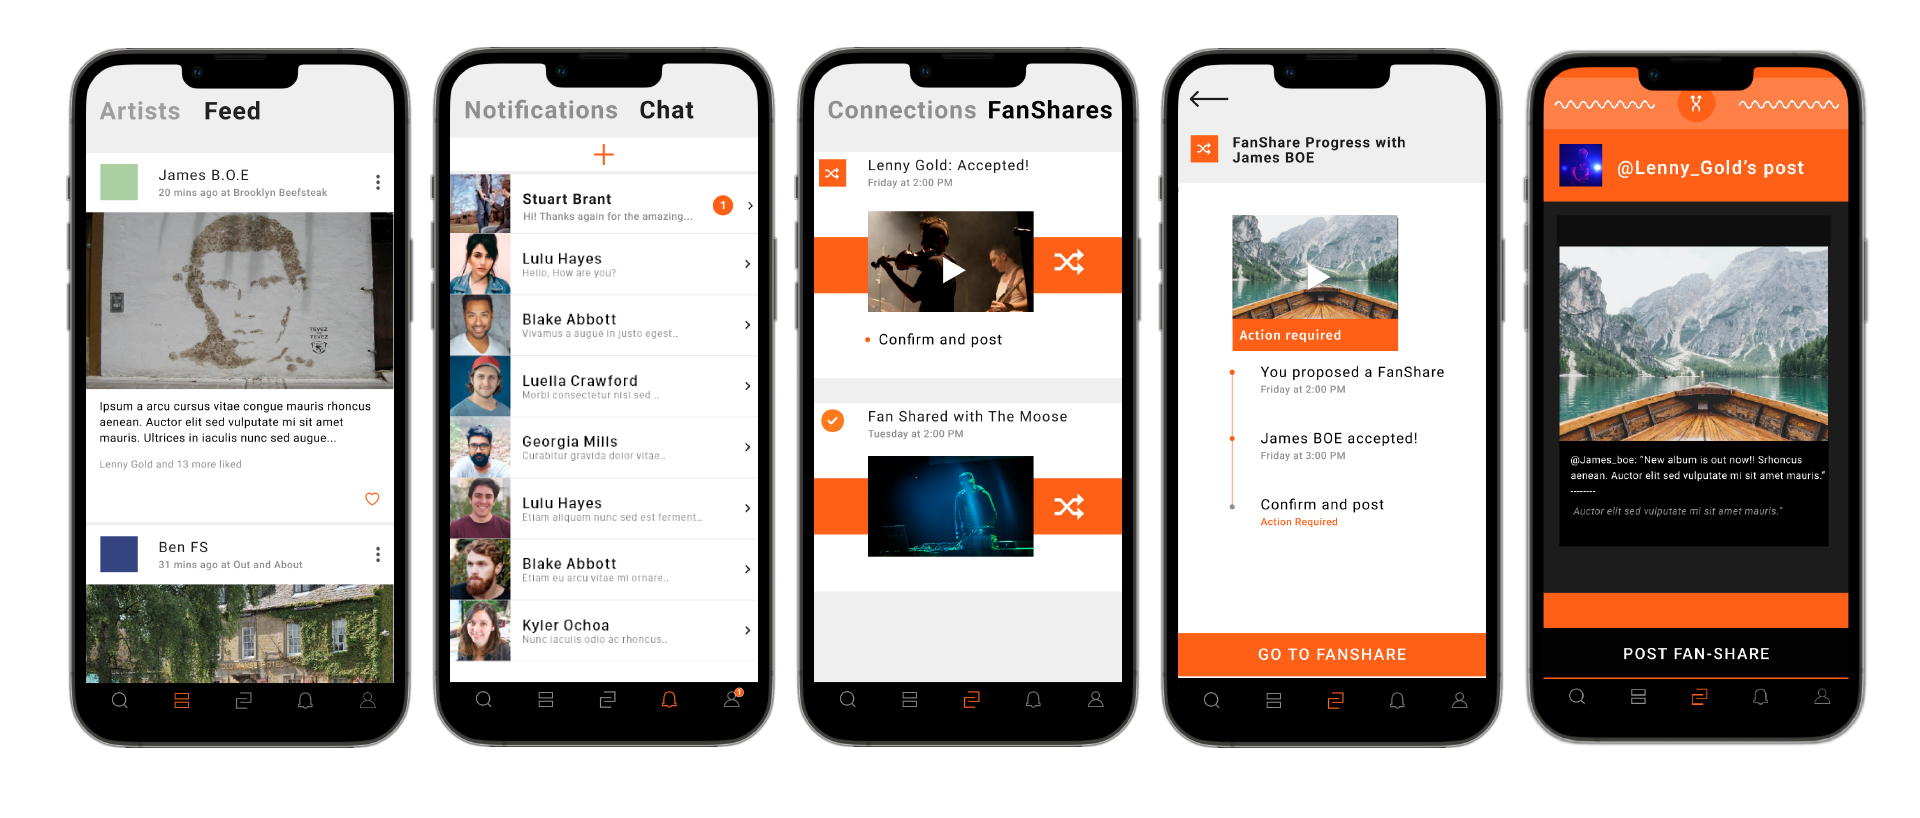 Artists Feed
James B.O.E
20 mins ago at Brooklyn Beefsteak
TEVEZ
TEVEZ
Ipsum a arcu cursus vitae congue mauris rhoncus
aenean. Auctor elit sed vulputate mi sit amet
mauris. Ultrices in iaculis nunc sed augue...
Lenny Gold and 13 more liked
Ben FS
31 mins ago at Out and About
Notifications Chat
Stuart Brant
Hi! Thanks again for the amazing...
1
Lulu Hayes
Hello, How are you?
Blake Abbott
Vivamus a augue in justo egest..
Luella Crawford
Morbi consectetur nisi sed ..
Georgia Mills
Curabitur gravida dolor vitae..
Lulu Hayes
Etiam aliquam nunc sed est ferment..
Blake Abbott
Etiam eu arcu vitae mi ornare..
Kyler Ochoa
Nunc iaculis odio ac rhoncus..
1
Connections FanShares
Lenny Gold: Accepted!
Friday at 2:00 PM
Confirm and post
Fan Shared with The Moose
Tuesday at 2:00 PM
FanShare Progress with
James BOE
Action required
You proposed a FanShare
Friday at 2:00 PM
James BOE accepted!
Friday at 3:00 PM
Confirm and post
Action Required
GO TO FANSHARE
@Lenny_Gold's post
@James_boe: "New album is out now!! Srhoncus
aenean. Auctor elit sed vulputate mi sit amet mauris."
--------
Auctor elit sed vulputate mi sit amet mauris."
POST FAN-SHARE